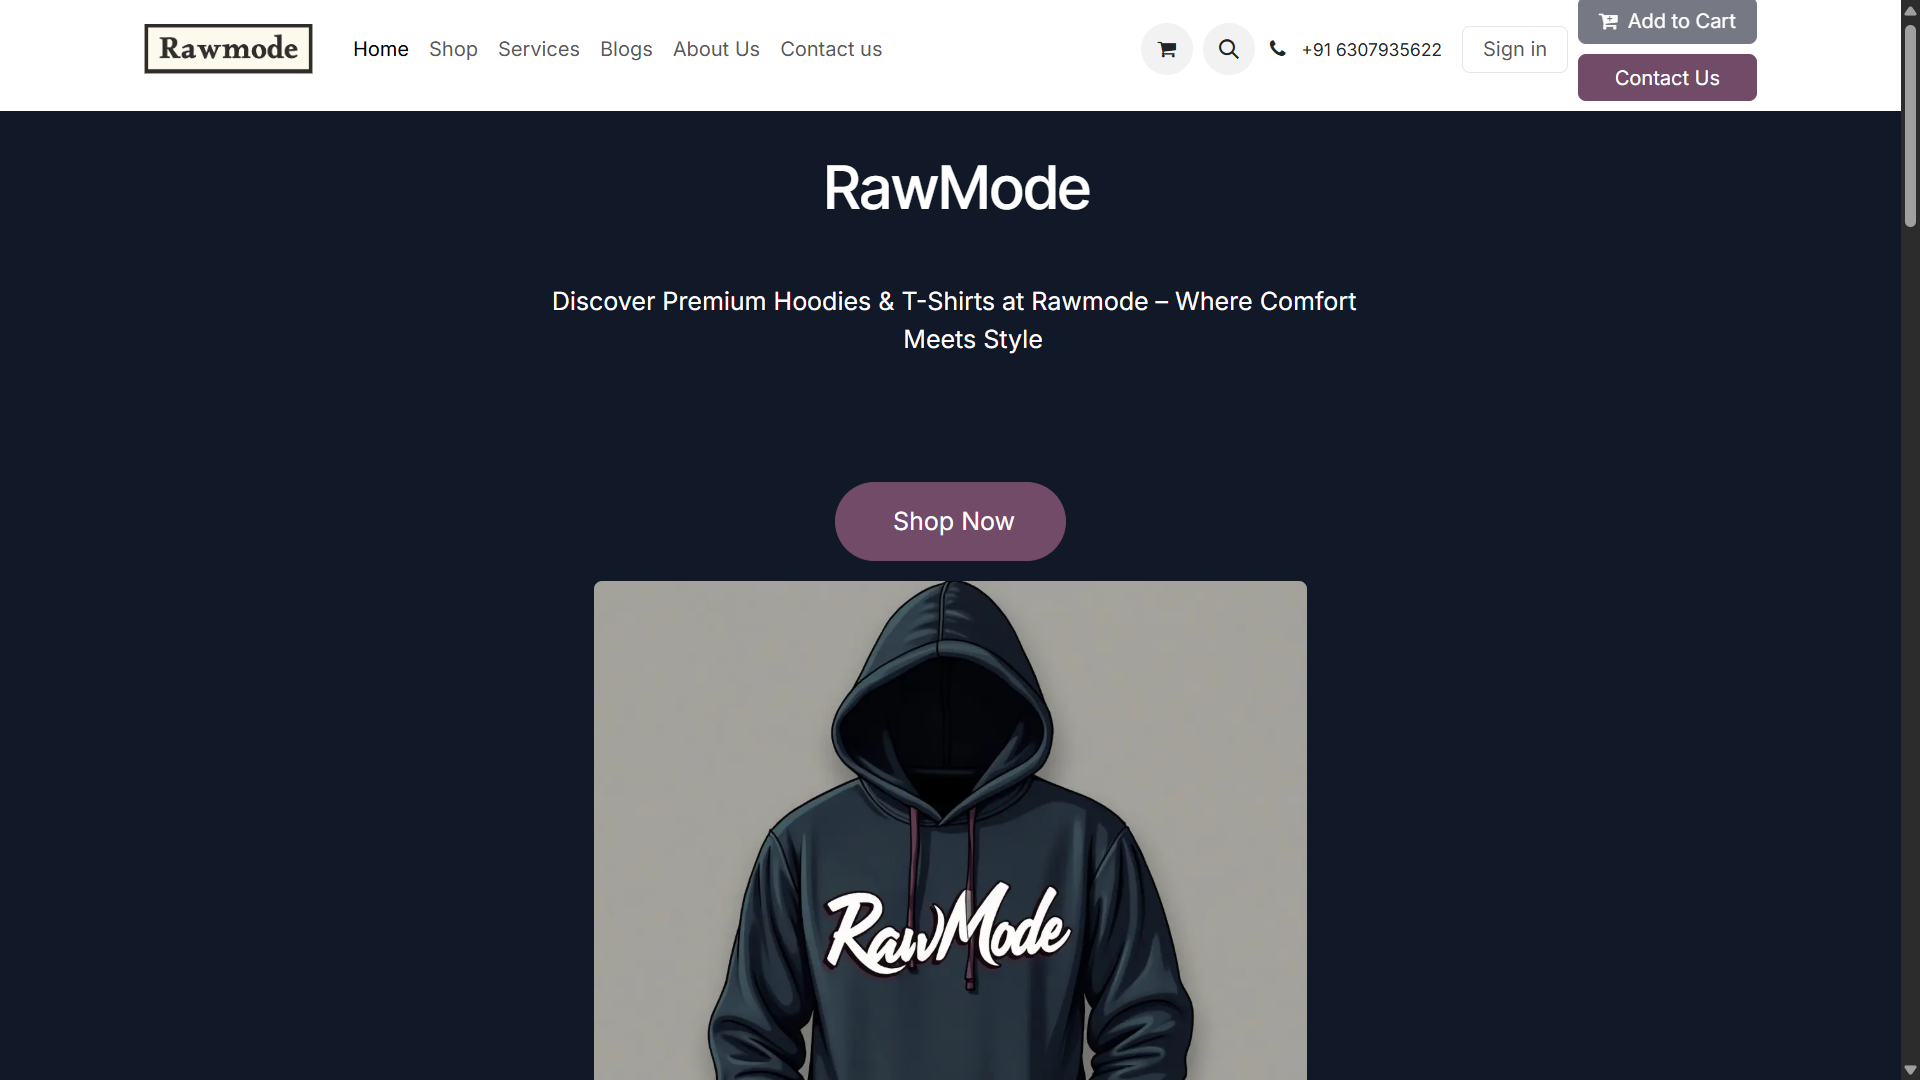 Rawmode
Home Shop Services Blogs About Us Contact us
+91 6307935622
Sign in
Add to Cart
Contact Us
RawMode
Discover Premium Hoodies & T-Shirts at Rawmode – Where Comfort
Meets Style
Shop Now
RawMode